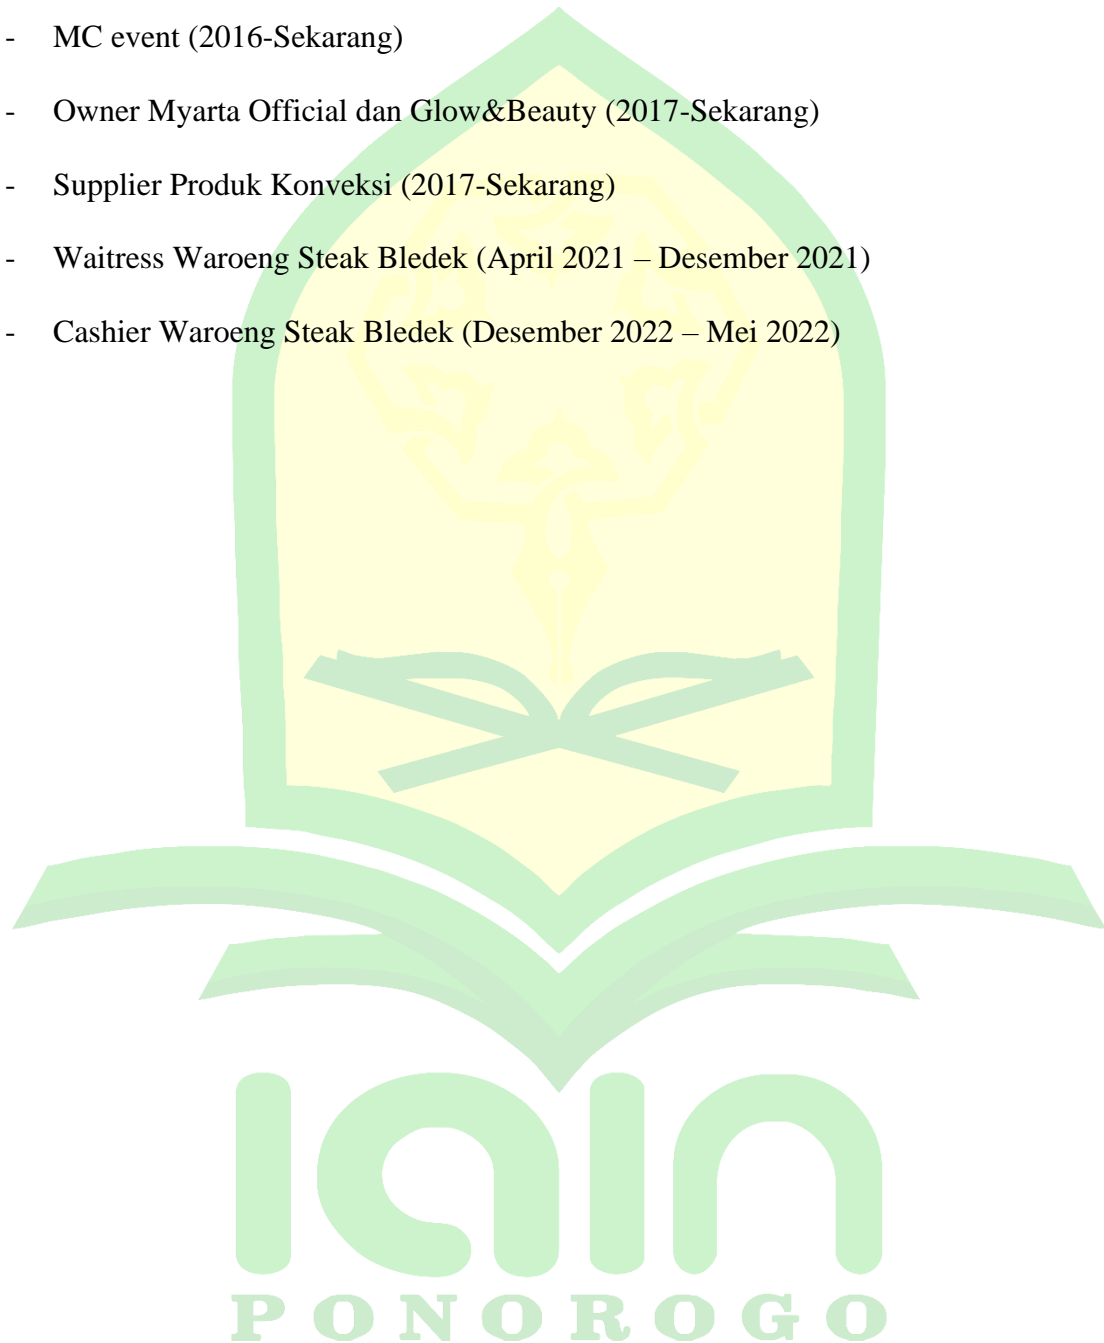 - MC event (2016-Sekarang)
- Owner Myarta Official dan Glow&Beauty (2017-Sekarang)
- Supplier Produk Konveksi (2017-Sekarang)
- Waitress Waroeng Steak Bledek (April 2021 – Desember 2021)
- Cashier Waroeng Steak Bledek (Desember 2022 – Mei 2022)
iain
PONOROGO